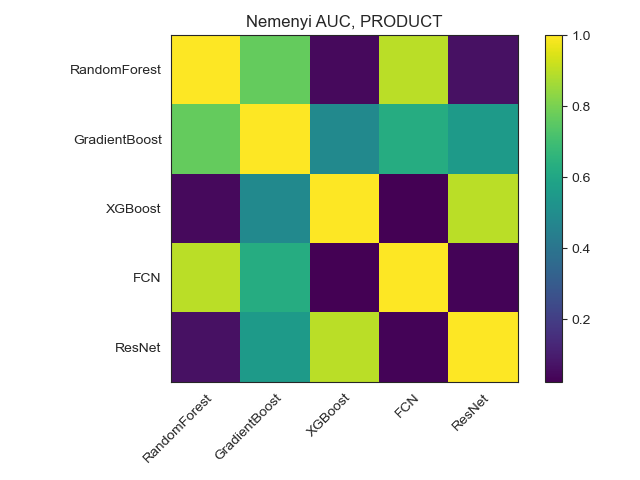 Nemenyi AUC, PRODUCT
RandomForest
GradientBoost
XGBoost
FCN
ResNet
RandomForest
GradientBoost
XGBoost
FCN
ResNet
1.0
0.8
0.6
0.4
0.2